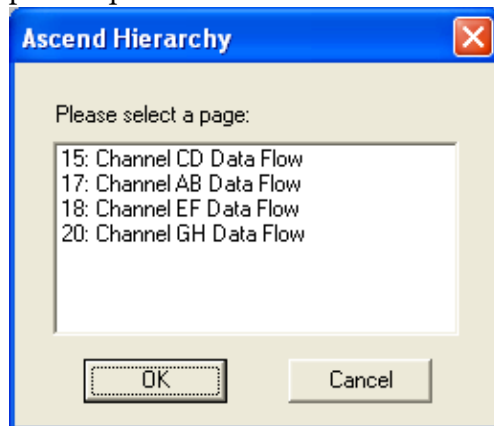 Ascend Hierarchy
Please select a page:
15: Channel CD Data Flow
17: Channel AB Data Flow
18: Channel EF Data Flow
20: Channel GH Data Flow
OK Cancel